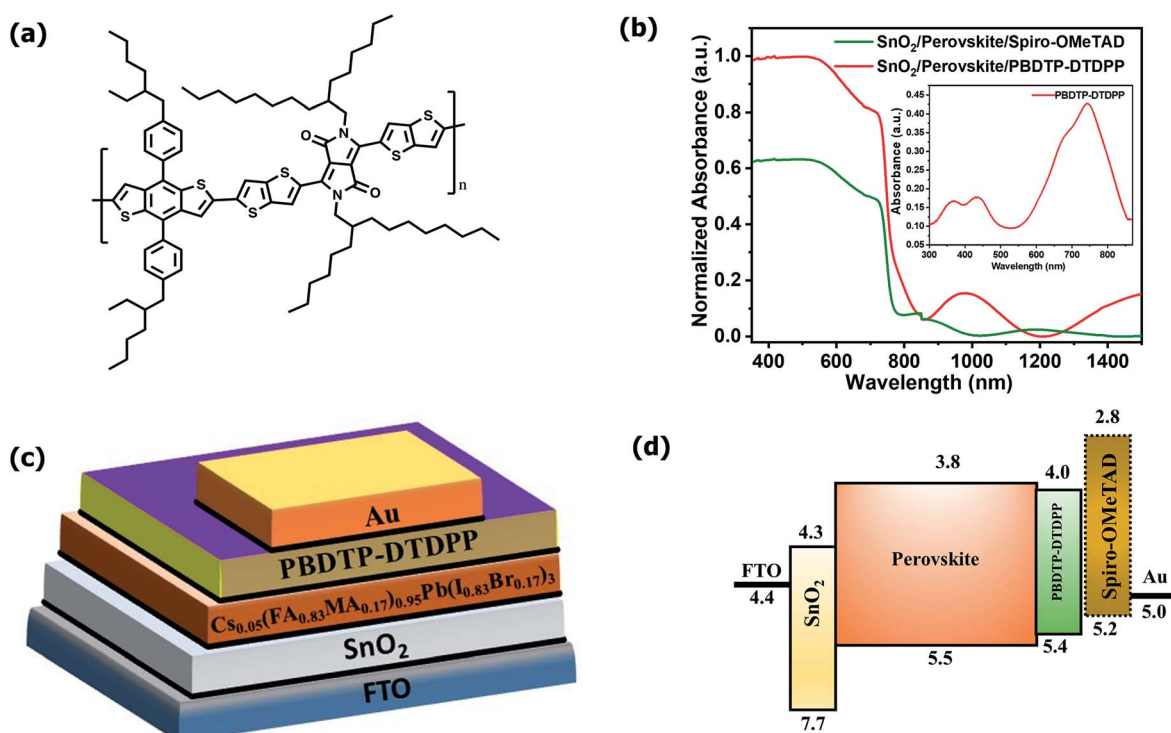 (a)
N
O
S
S
S
S
S
S
O
N
S
S
n
(b)
SnO₂/Perovskite/Spiro-OMeTAD
SnO₂/Perovskite/PBDTP-DTDPP
Normalized Absorbance (a.u.)
1.0
0.8
0.6
0.4
0.2
0.0
400 600 800 1000 1200 1400
Wavelength (nm)
PBDTP-DTDPP
Absorbance (a.u.)
0.45
0.40
0.35
0.30
0.25
0.20
0.15
0.10
0.05
300 400 500 600 700 800
Wavelength (nm)
(c)
Au
PBDTP-DTDPP
Cs₀.₀₅(FA₀.₈₃MA₀.₁₇)₀.₉₅Pb(I₀.₈₃Br₀.₁₇)₃
SnO₂
FTO
(d)
2.8
3.8
4.0
4.3
FTO
4.4
SnO₂
Perovskite
PBDTP-DTDPP
Spiro-OMeTAD
Au
5.0
5.2
5.4
5.5
7.7